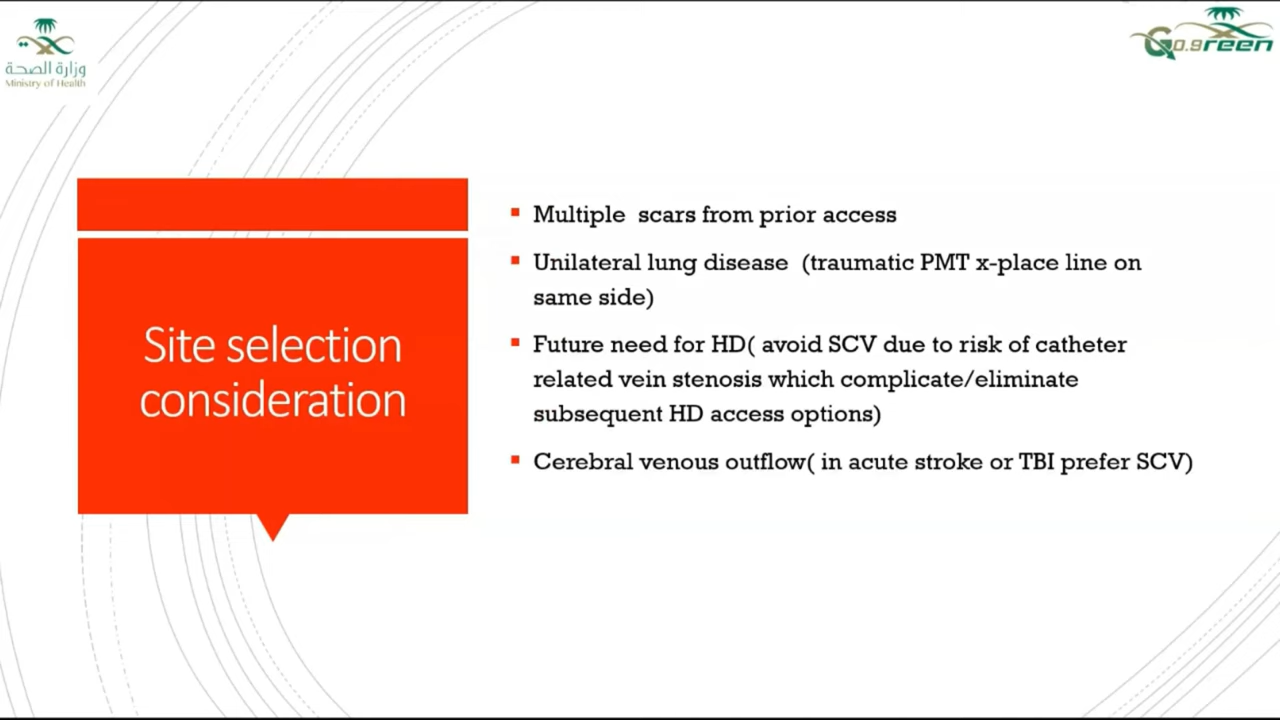 وزارة الصحة
Ministry of Health
Go.green
Site selection
consideration
Multiple scars from prior access
Unilateral lung disease (traumatic PMT x-place line on
same side)
Future need for HD( avoid SCV due to risk of catheter
related vein stenosis which complicate/eliminate
subsequent HD access options)
Cerebral venous outflow( in acute stroke or TBI prefer SCV)